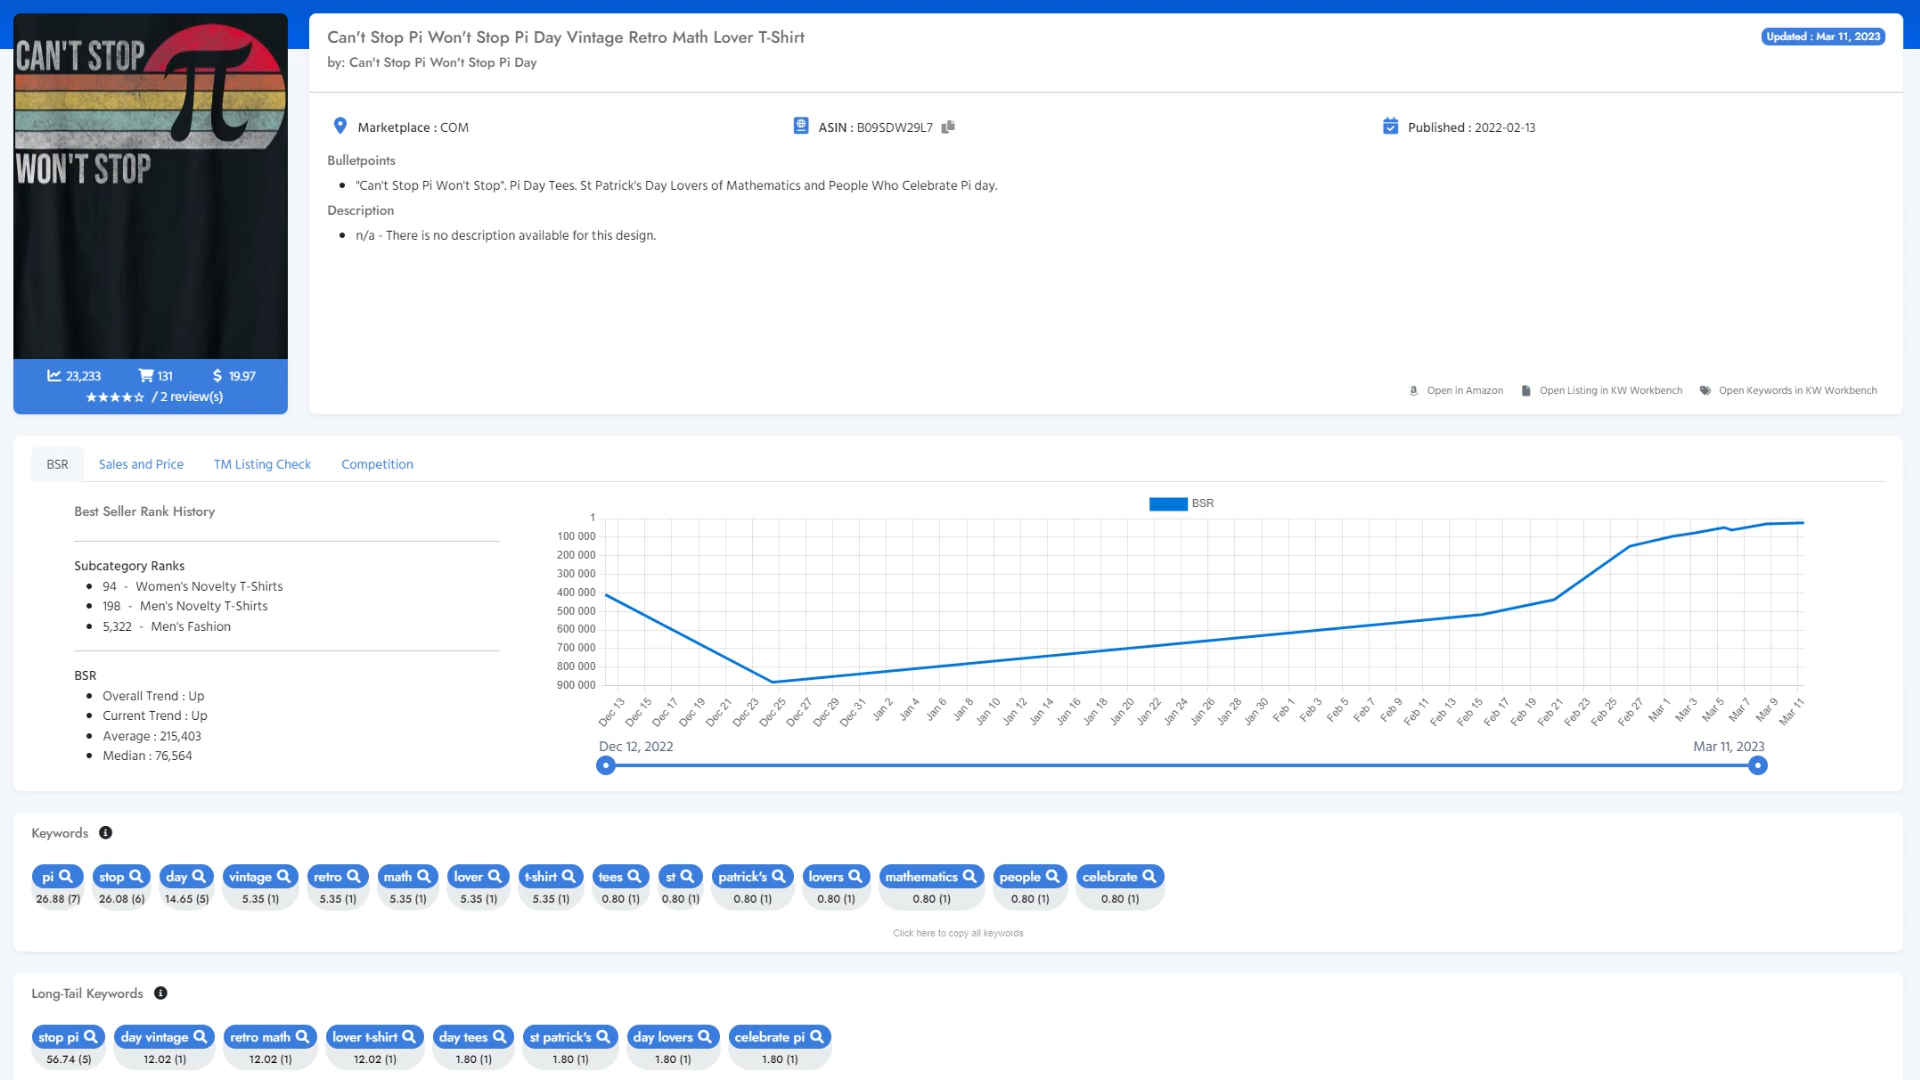 CAN'T STOP
WON'T STOP
23,233 131 $ 19.97
/ 2 review(s)
Can't Stop Pi Won't Stop Pi Day Vintage Retro Math Lover T-Shirt
Updated : Mar 11, 2023
by: Can't Stop Pi Won't Stop Pi Day
Marketplace : COM
ASIN : B09SDW29L7
Published : 2022-02-13
Bulletpoints
"Can't Stop Pi Won't Stop". Pi Day Tees. St Patrick's Day Lovers of Mathematics and People Who Celebrate Pi day.
Description
n/a - There is no description available for this design.
Open in Amazon Open Listing in KW Workbench Open Keywords in KW Workbench
BSR Sales and Price TM Listing Check Competition
Best Seller Rank History
Subcategory Ranks
94 - Women's Novelty T-Shirts
198 - Men's Novelty T-Shirts
5,322 - Men's Fashion
BSR
Overall Trend : Up
Current Trend : Up
Average : 215,403
Median : 76,564
BSR
1
100 000
200 000
300 000
400 000
500 000
600 000
700 000
800 000
900 000
Dec 13 Dec 15 Dec 17 Dec 19 Dec 21 Dec 23 Dec 25 Dec 27 Dec 29 Dec 31 Jan 2 Jan 4 Jan 6 Jan 8 Jan 10 Jan 12 Jan 14 Jan 16 Jan 18 Jan 20 Jan 22 Jan 24 Jan 26 Jan 28 Jan 30 Feb 1 Feb 3 Feb 5 Feb 7 Feb 9 Feb 11 Feb 13 Feb 15 Feb 17 Feb 19 Feb 21 Feb 23 Feb 25 Feb 27 Mar 1 Mar 3 Mar 5 Mar 7 Mar 9 Mar 11
Dec 12, 2022 Mar 11, 2023
Keywords
pi stop day vintage retro math lover t-shirt tees st patrick's lovers mathematics people celebrate
26.88 (7) 26.08 (6) 14.65 (5) 5.35 (1) 5.35 (1) 5.35 (1) 5.35 (1) 5.35 (1) 0.80 (1) 0.80 (1) 0.80 (1) 0.80 (1) 0.80 (1) 0.80 (1) 0.80 (1)
Click here to copy all keywords
Long-Tail Keywords
stop pi day vintage retro math lover t-shirt day tees st patrick's day lovers celebrate pi
56.74 (5) 12.02 (1) 12.02 (1) 12.02 (1) 1.80 (1) 1.80 (1) 1.80 (1) 1.80 (1)